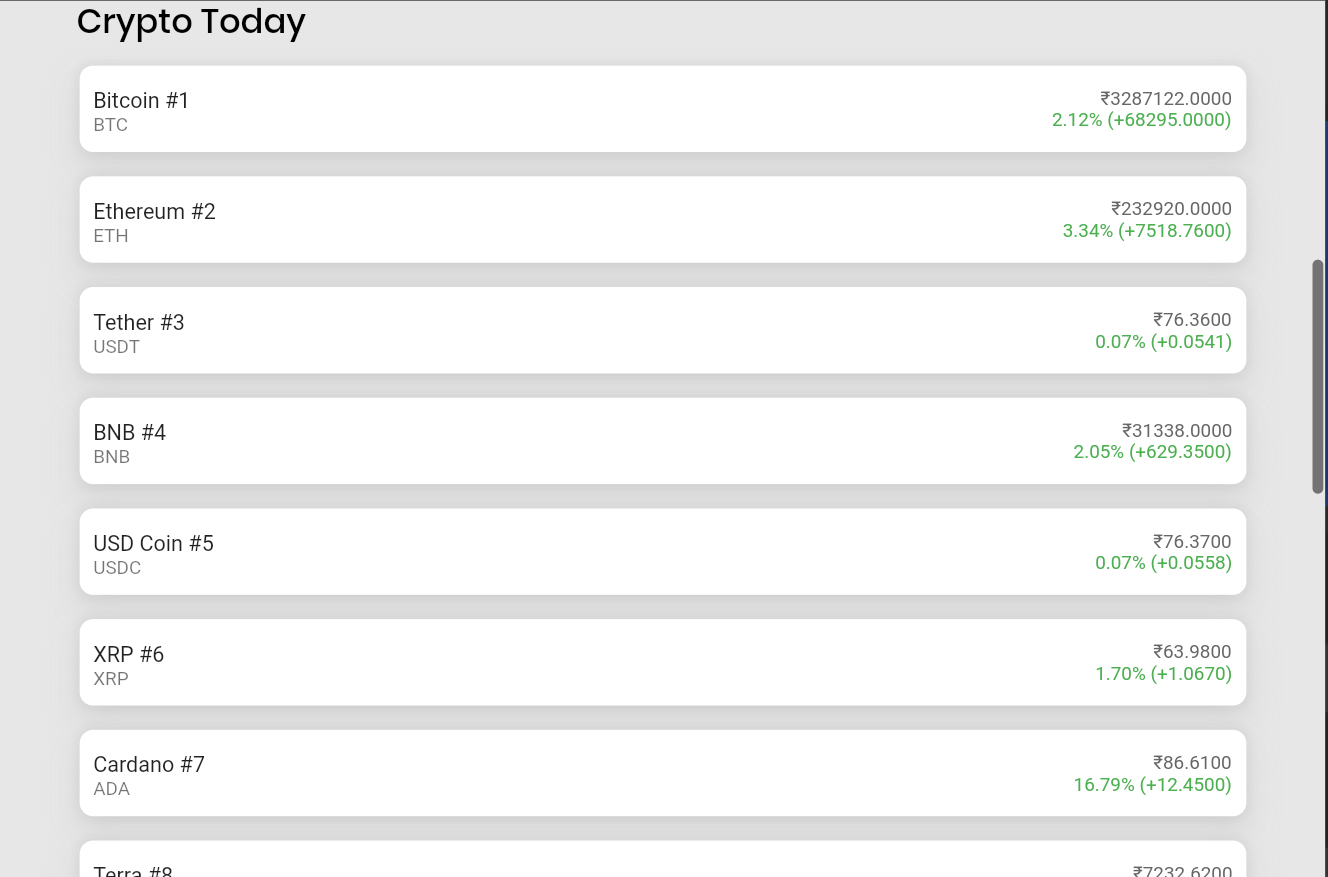 Crypto Today
Bitcoin #1
BTC
₹3287122.0000
2.12% (+68295.0000)
Ethereum #2
ETH
₹232920.0000
3.34% (+7518.7600)
Tether #3
USDT
₹76.3600
0.07% (+0.0541)
BNB #4
BNB
₹31338.0000
2.05% (+629.3500)
USD Coin #5
USDC
₹76.3700
0.07% (+0.0558)
XRP #6
XRP
₹63.9800
1.70% (+1.0670)
Cardano #7
ADA
₹86.6100
16.79% (+12.4500)
Terra #8
₹7232.6200